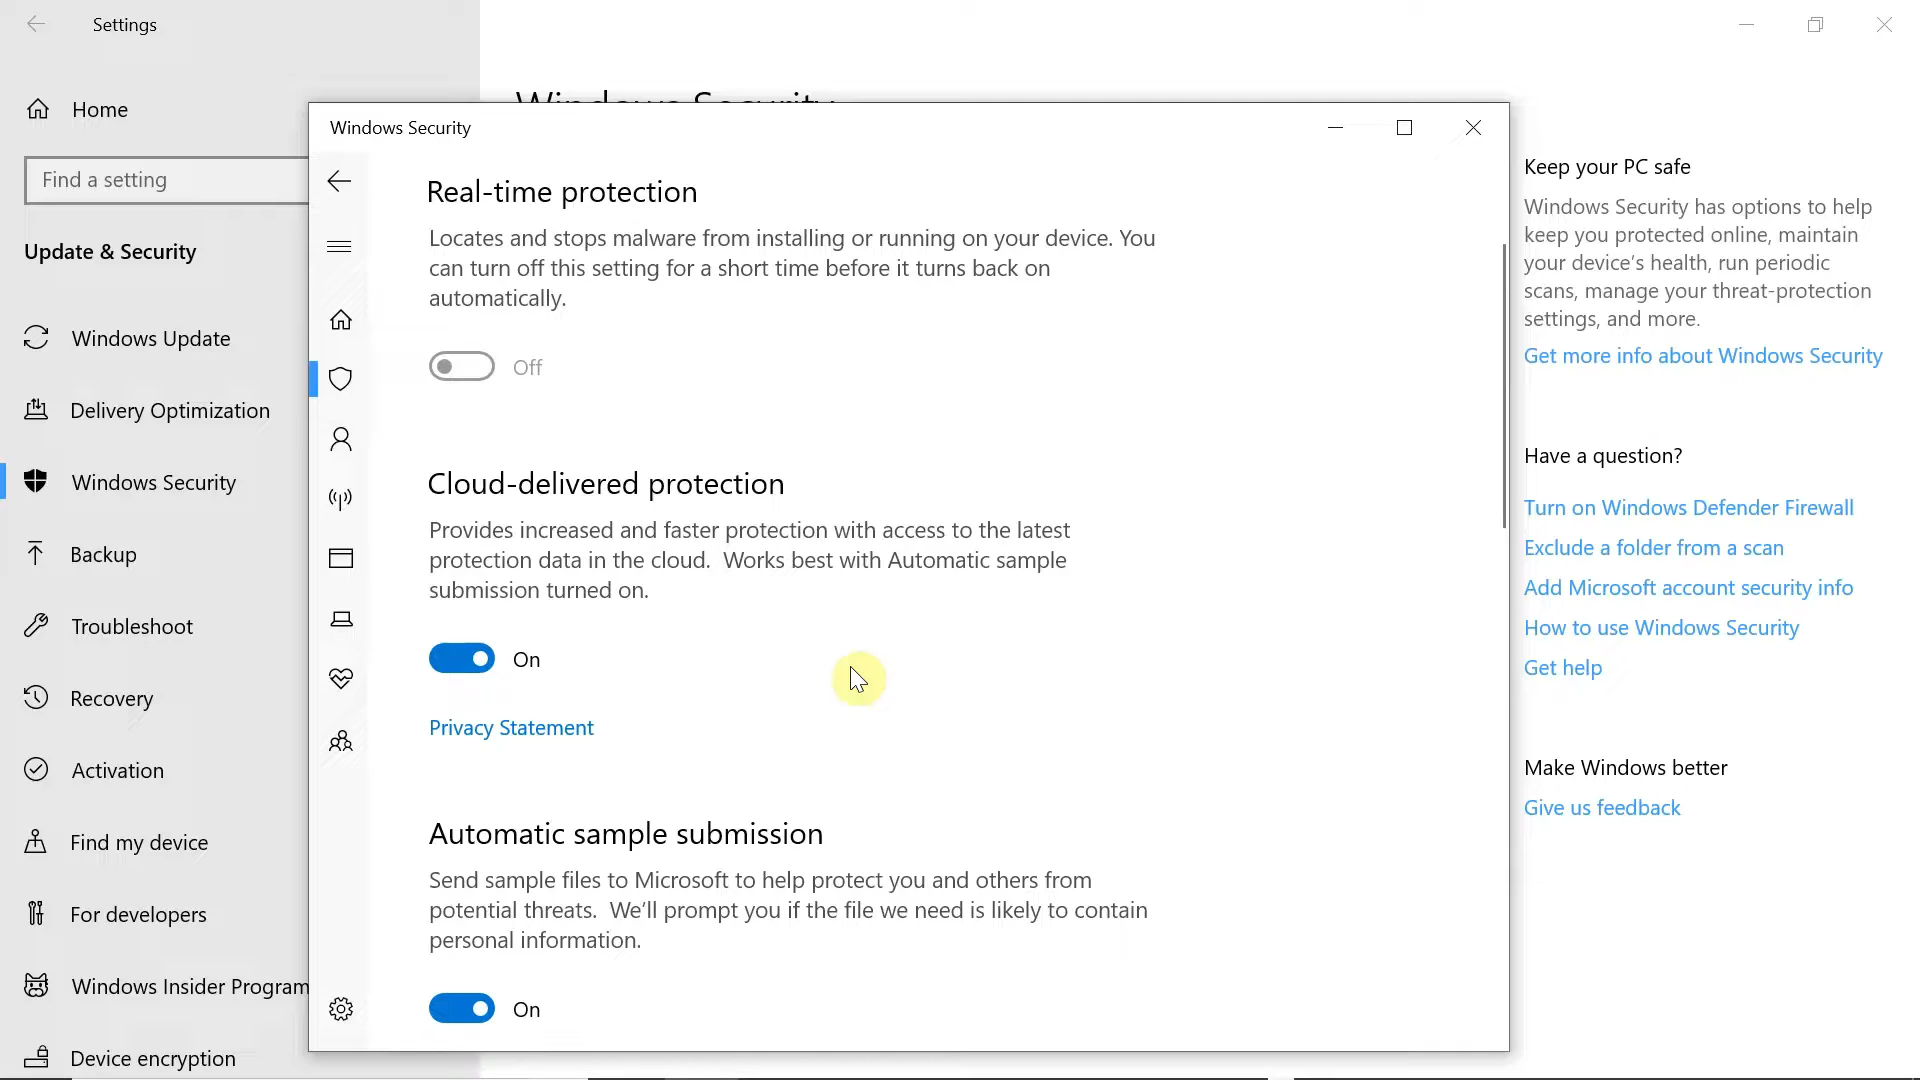 Settings
Home
Find a setting
Update & Security
Windows Update
Delivery Optimization
Windows Security
Backup
Troubleshoot
Recovery
Activation
Find my device
For developers
Windows Insider Program
Device encryption
Windows Security
Windows Security
Real-time protection
Locates and stops malware from installing or running on your device. You
can turn off this setting for a short time before it turns back on
automatically.
Off
Cloud-delivered protection
Provides increased and faster protection with access to the latest
protection data in the cloud. Works best with Automatic sample
submission turned on.
On
Privacy Statement
Automatic sample submission
Send sample files to Microsoft to help protect you and others from
potential threats. We'll prompt you if the file we need is likely to contain
personal information.
On
Keep your PC safe
Windows Security has options to help
keep you protected online, maintain
your device's health, run periodic
scans, manage your threat-protection
settings, and more.
Get more info about Windows Security
Have a question?
Turn on Windows Defender Firewall
Exclude a folder from a scan
Add Microsoft account security info
How to use Windows Security
Get help
Make Windows better
Give us feedback